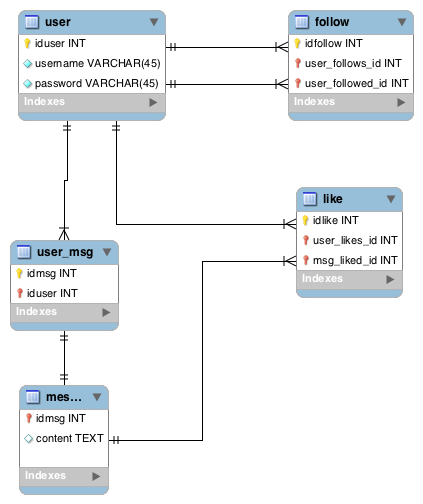 user
iduser INT
username VARCHAR(45)
password VARCHAR(45)
Indexes
follow
idfollow INT
user_follows_id INT
user_followed_id INT
Indexes
like
idlike INT
user_likes_id INT
msg_liked_id INT
Indexes
user_msg
idmsg INT
iduser INT
Indexes
mes...
idmsg INT
content TEXT
Indexes